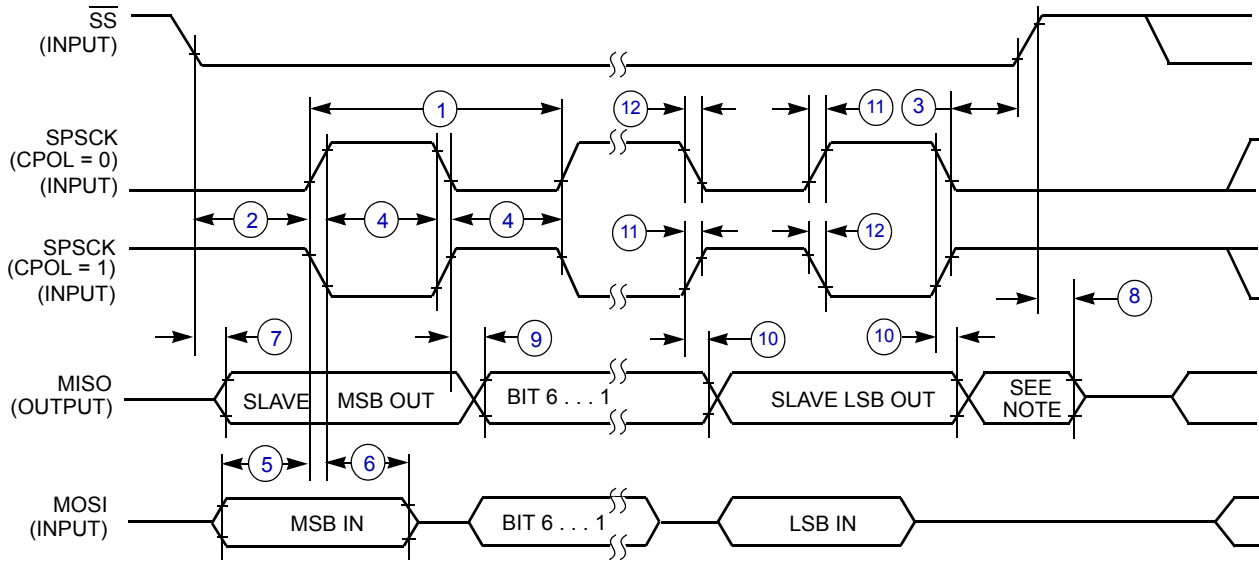 SS
(INPUT)
1
12
11
3
SPSCK
(CPOL = 0)
(INPUT)
2
4
4
11
12
SPSCK
(CPOL = 1)
(INPUT)
8
7
9
10
10
MISO
(OUTPUT)
SLAVE MSB OUT
BIT 6 . . . 1
SLAVE LSB OUT
SEE
NOTE
5
6
MOSI
(INPUT)
MSB IN
BIT 6 . . . 1
LSB IN